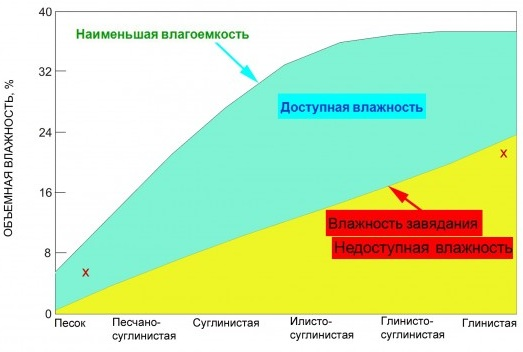 ОБЪЕМНАЯ ВЛАЖНОСТЬ, %
40
32
24
16
8
0
Наименьшая влагоемкость
Доступная влажность
x
x
Влажность завядания
Недоступная влажность
Песок
Песчано-
суглинистая
Суглинистая
Илисто-
суглинистая
Глинисто-
суглинистая
Глинистая